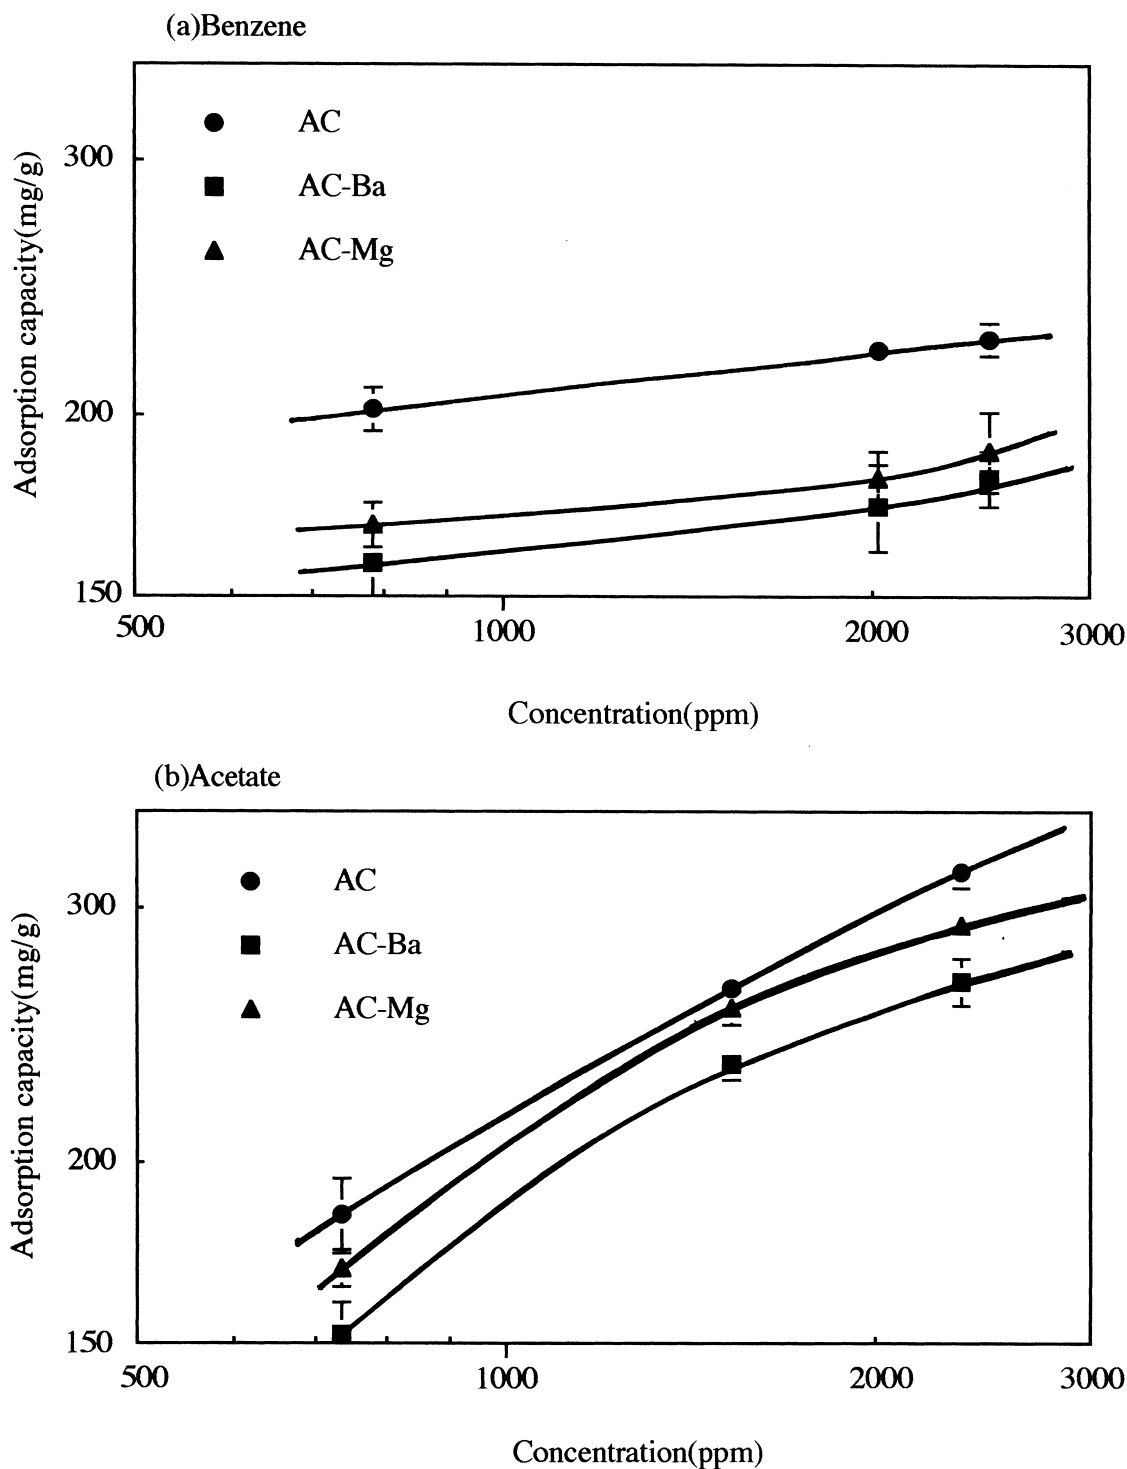 (a)Benzene
AC
AC-Ba
AC-Mg
Adsorption capacity(mg/g)
300
200
150
500 1000 2000 3000
Concentration(ppm)
(b)Acetate
AC
AC-Ba
AC-Mg
Adsorption capacity(mg/g)
300
200
150
500 1000 2000 3000
Concentration(ppm)